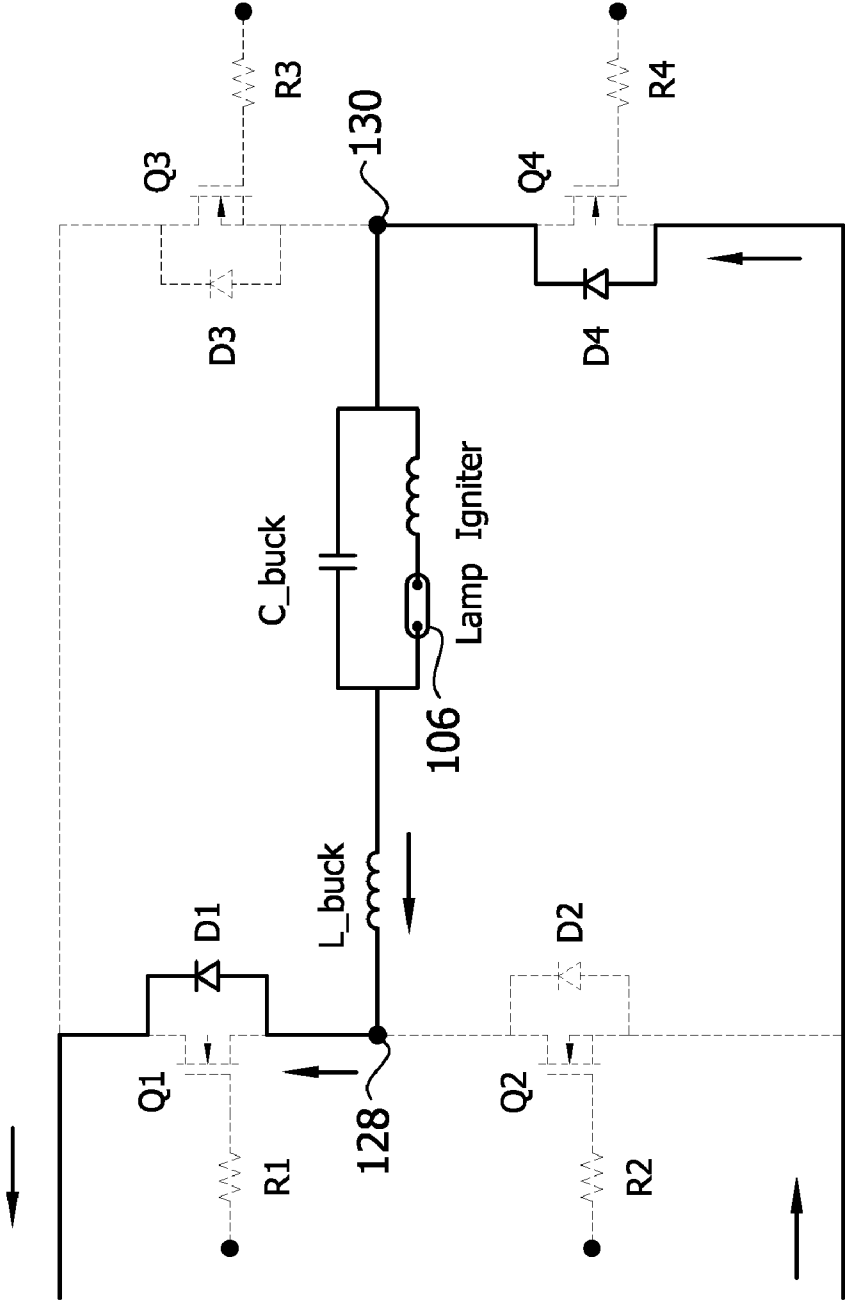 Q3
R3
130
D3
Q4
R4
D4
C_buck
Lamp Igniter
106
L_buck
D1
Q1
R1
128
D2
Q2
R2